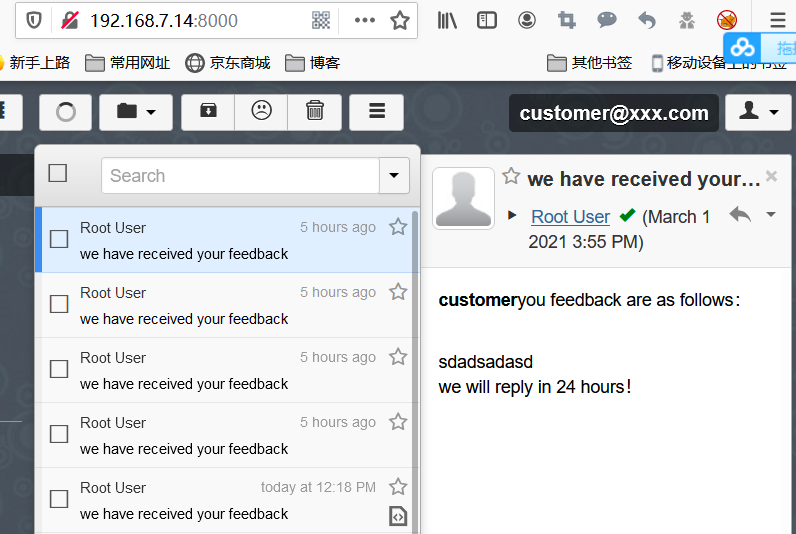 192.168.7.14:8000
新手上路 常用网址 京东商城 博客 其他书签 移动设备上的书签
customer@xxx.com
Search
Root User 5 hours ago
we have received your feedback
Root User 5 hours ago
we have received your feedback
Root User 5 hours ago
we have received your feedback
Root User 5 hours ago
we have received your feedback
Root User today at 12:18 PM
we have received your feedback
we have received your...
Root User (March 1
2021 3:55 PM)
customeryou feedback are as follows：
sdadsadasd
we will reply in 24 hours！